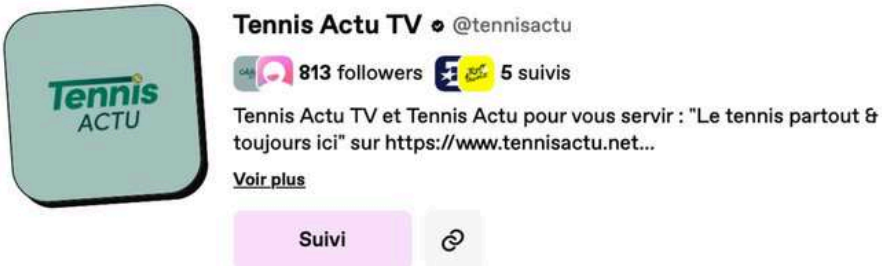 Tennis
ACTU
Tennis Actu TV @tennisactu
813 followers 5 suivis
Tennis Actu TV et Tennis Actu pour vous servir : "Le tennis partout &
toujours ici" sur https://www.tennisactu.net...
Voir plus
Suivi